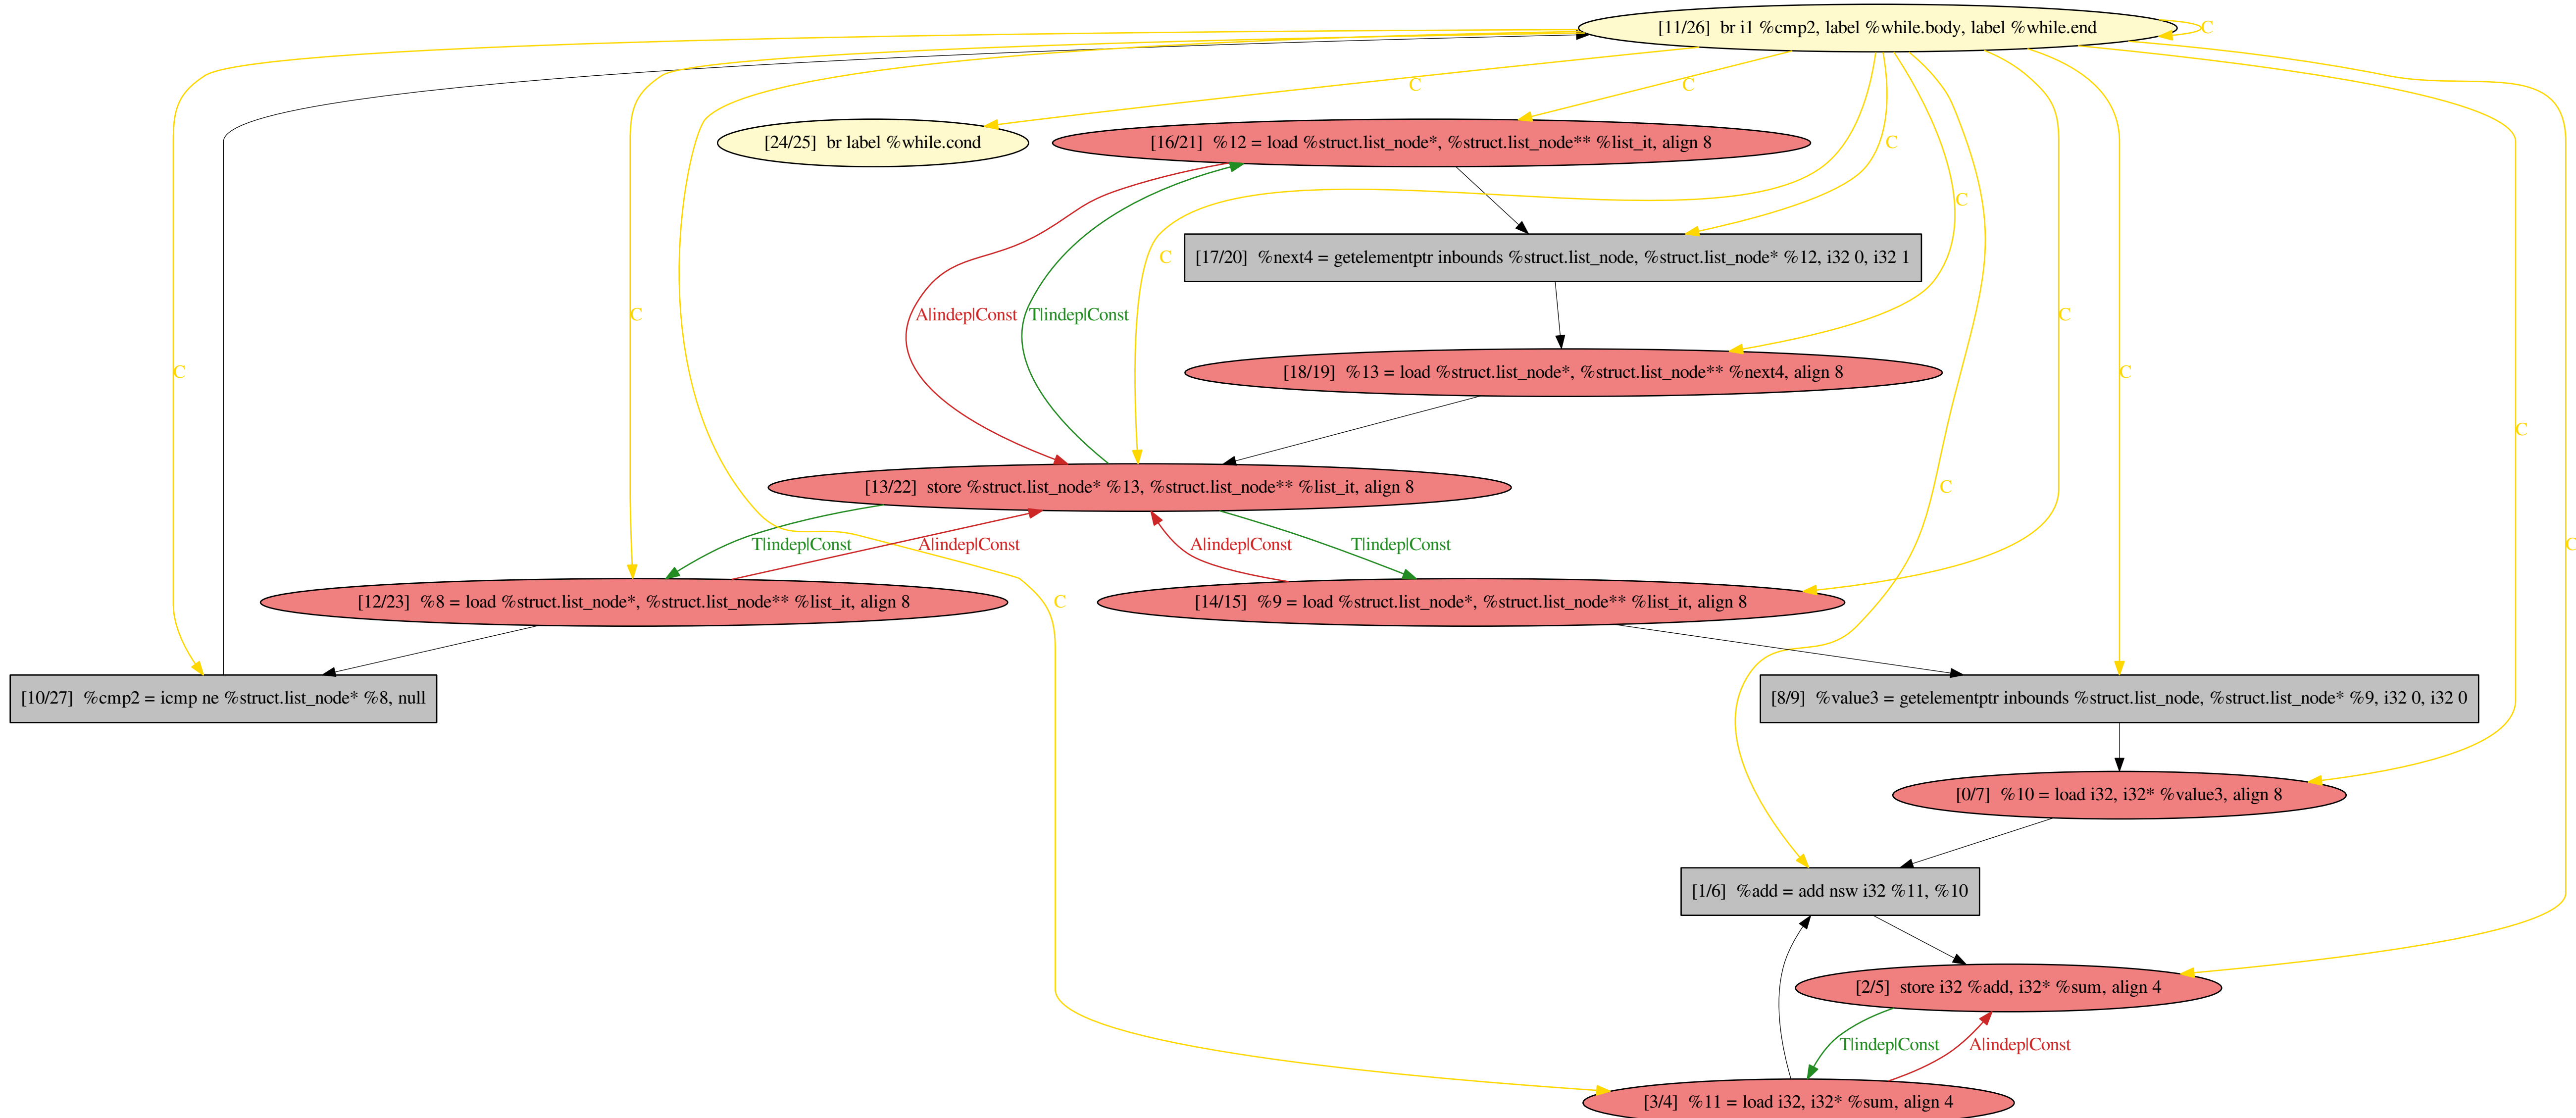 [11/26]  br i1 %cmp2, label %while.body, label %while.end
C
C
C
[24/25]  br label %while.cond
[16/21]  %12 = load %struct.list_node*, %struct.list_node** %list_it, align 8
C
C
C
[17/20]  %next4 = getelementptr inbounds %struct.list_node, %struct.list_node* %12, i32 0, i32 1
C
A|indep|Const
T|indep|Const
C
C
[18/19]  %13 = load %struct.list_node*, %struct.list_node** %next4, align 8
C
C
C
[13/22]  store %struct.list_node* %13, %struct.list_node** %list_it, align 8
C
T|indep|Const
A|indep|Const
A|indep|Const
T|indep|Const
C
[12/23]  %8 = load %struct.list_node*, %struct.list_node** %list_it, align 8
C
[14/15]  %9 = load %struct.list_node*, %struct.list_node** %list_it, align 8
[10/27]  %cmp2 = icmp ne %struct.list_node* %8, null
[8/9]  %value3 = getelementptr inbounds %struct.list_node, %struct.list_node* %9, i32 0, i32 0
[0/7]  %10 = load i32, i32* %value3, align 8
[1/6]  %add = add nsw i32 %11, %10
[2/5]  store i32 %add, i32* %sum, align 4
T|indep|Const
A|indep|Const
[3/4]  %11 = load i32, i32* %sum, align 4